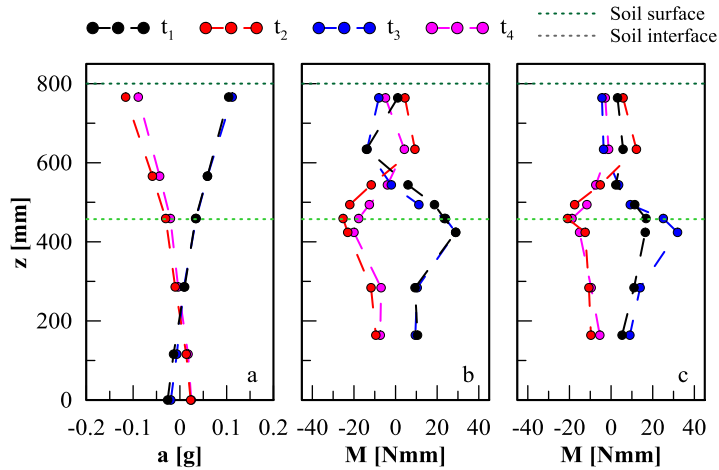 t1 t2 t3 t4 Soil surface
Soil interface
800
600
400
200
0
z [mm]
a b c
-0.2 -0.1 0 0.1 0.2 -40 -20 0 20 40 -40 -20 0 20 40
a [g] M [Nmm] M [Nmm]